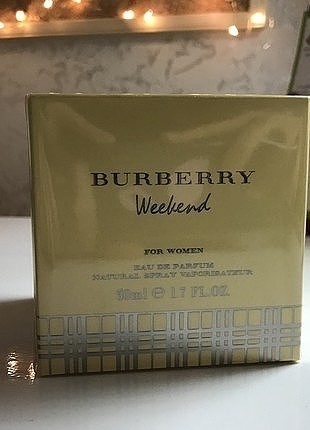 BURBERRY
Weekend
FOR WOMEN
EAU DE PARFUM
NATURAL SPRAY VAPORISATEUR
50ml ℮ 1.7 FL.OZ.